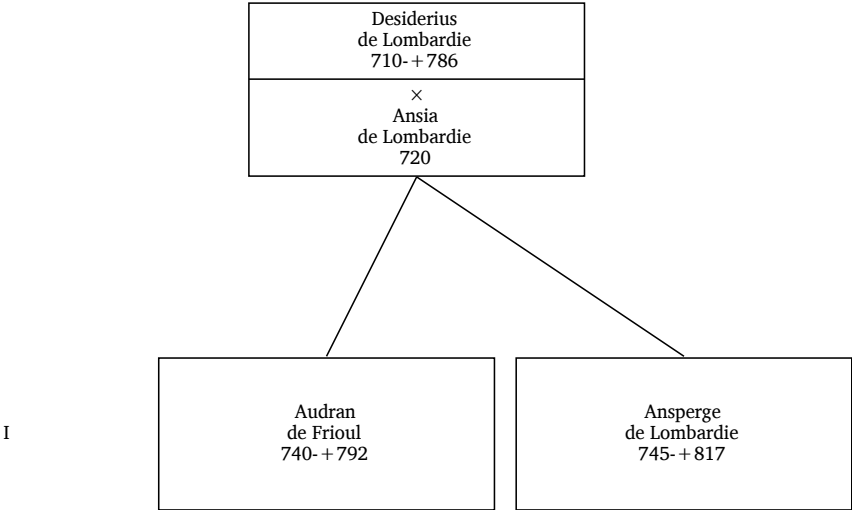 Desiderius
de Lombardie
710-+786
×
Ansia
de Lombardie
720
I
Audran
de Frioul
740-+792
Ansperge
de Lombardie
745-+817